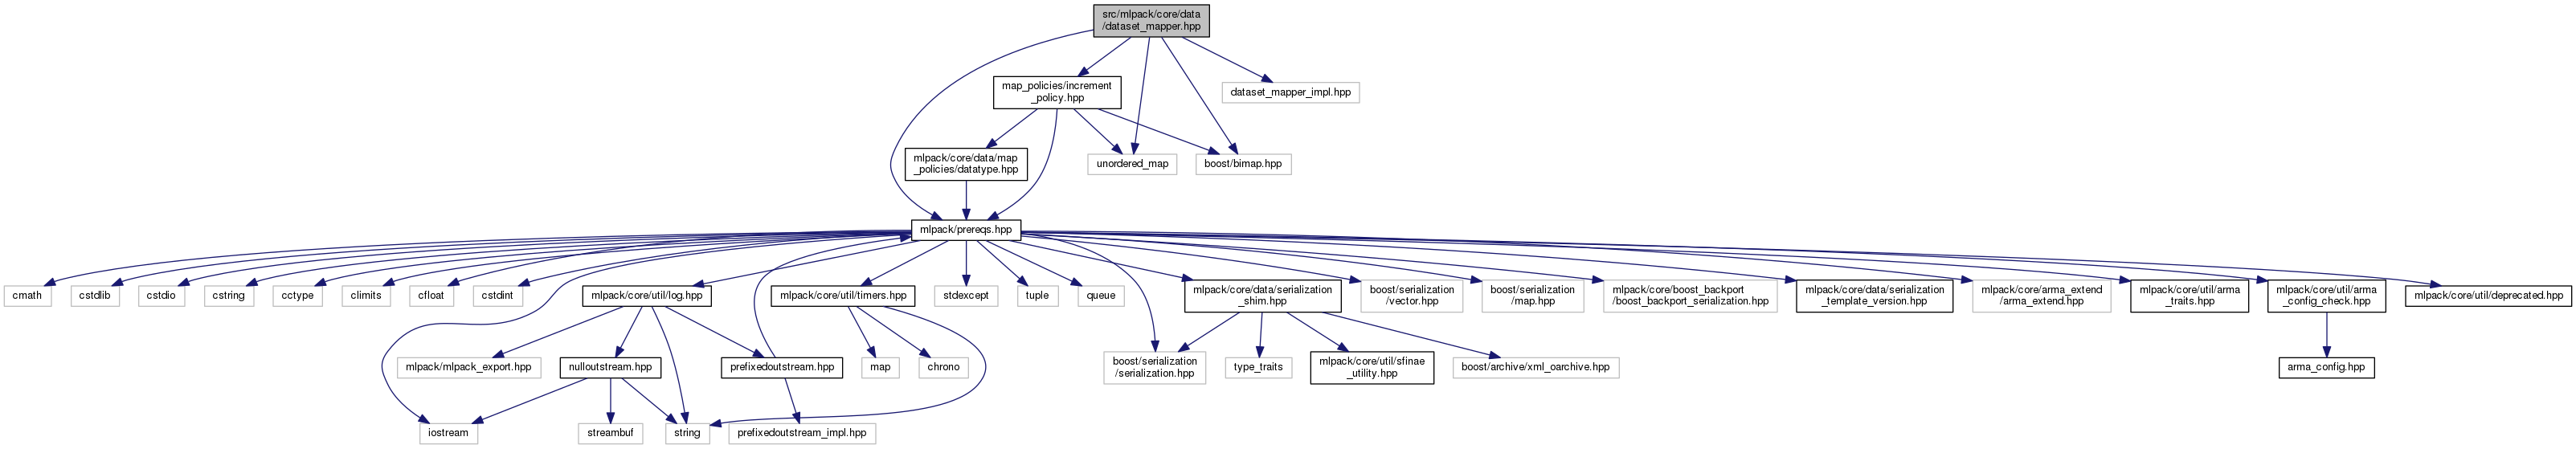 src/mlpack/core/data
/dataset_mapper.hpp
map_policies/increment
_policy.hpp
dataset_mapper_impl.hpp
mlpack/core/data/map
_policies/datatype.hpp
unordered_map
boost/bimap.hpp
mlpack/prereqs.hpp
cmath
cstdlib
cstdio
cstring
cctype
climits
cfloat
cstdint
mlpack/core/util/log.hpp
mlpack/core/util/timers.hpp
stdexcept
tuple
queue
mlpack/core/data/serialization
_shim.hpp
boost/serialization
/vector.hpp
boost/serialization
/map.hpp
mlpack/core/boost_backport
/boost_backport_serialization.hpp
mlpack/core/data/serialization
_template_version.hpp
mlpack/core/arma_extend
/arma_extend.hpp
mlpack/core/util/arma
_traits.hpp
mlpack/core/util/arma
_config_check.hpp
mlpack/core/util/deprecated.hpp
mlpack/mlpack_export.hpp
nulloutstream.hpp
prefixedoutstream.hpp
map
chrono
boost/serialization
/serialization.hpp
type_traits
mlpack/core/util/sfinae
_utility.hpp
boost/archive/xml_oarchive.hpp
arma_config.hpp
iostream
streambuf
string
prefixedoutstream_impl.hpp